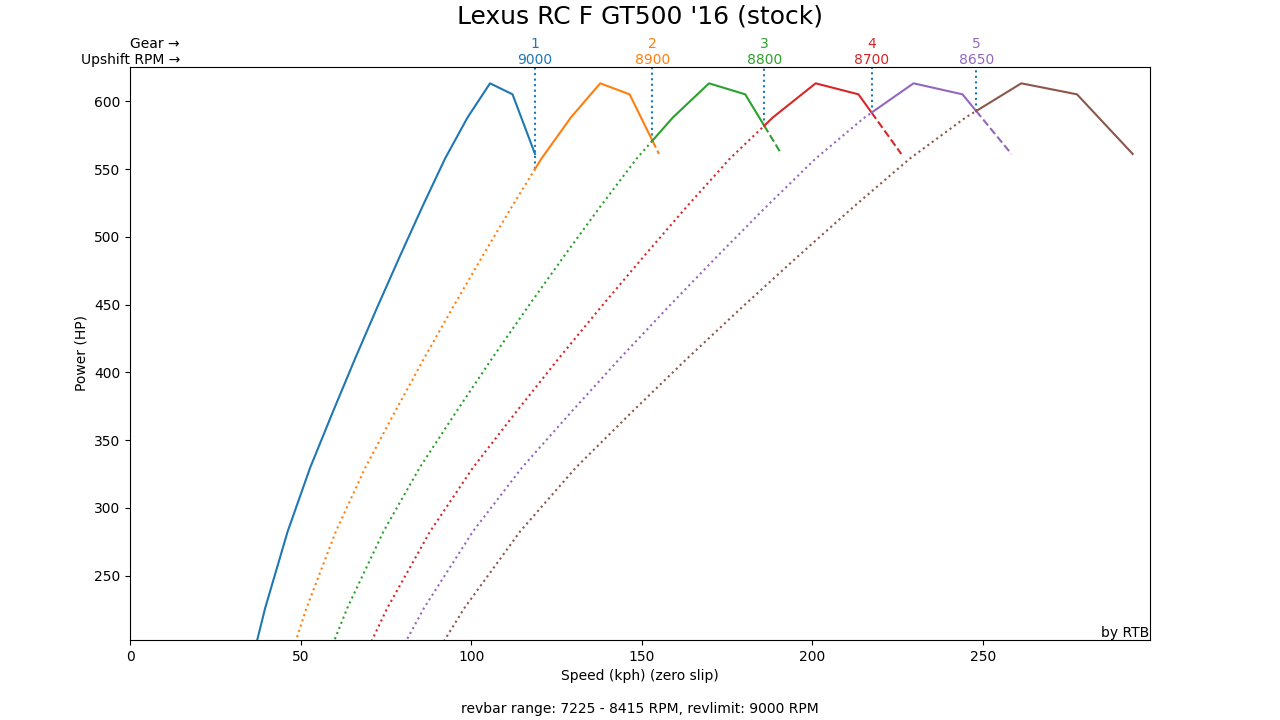 Lexus RC F GT500 '16 (stock)
Gear → 1 2 3 4 5
Upshift RPM → 9000 8900 8800 8700 8650
600
550
500
450
400
350
300
250
Power (HP)
by RTB
0 50 100 150 200 250
Speed (kph) (zero slip)
revbar range: 7225 - 8415 RPM, revlimit: 9000 RPM